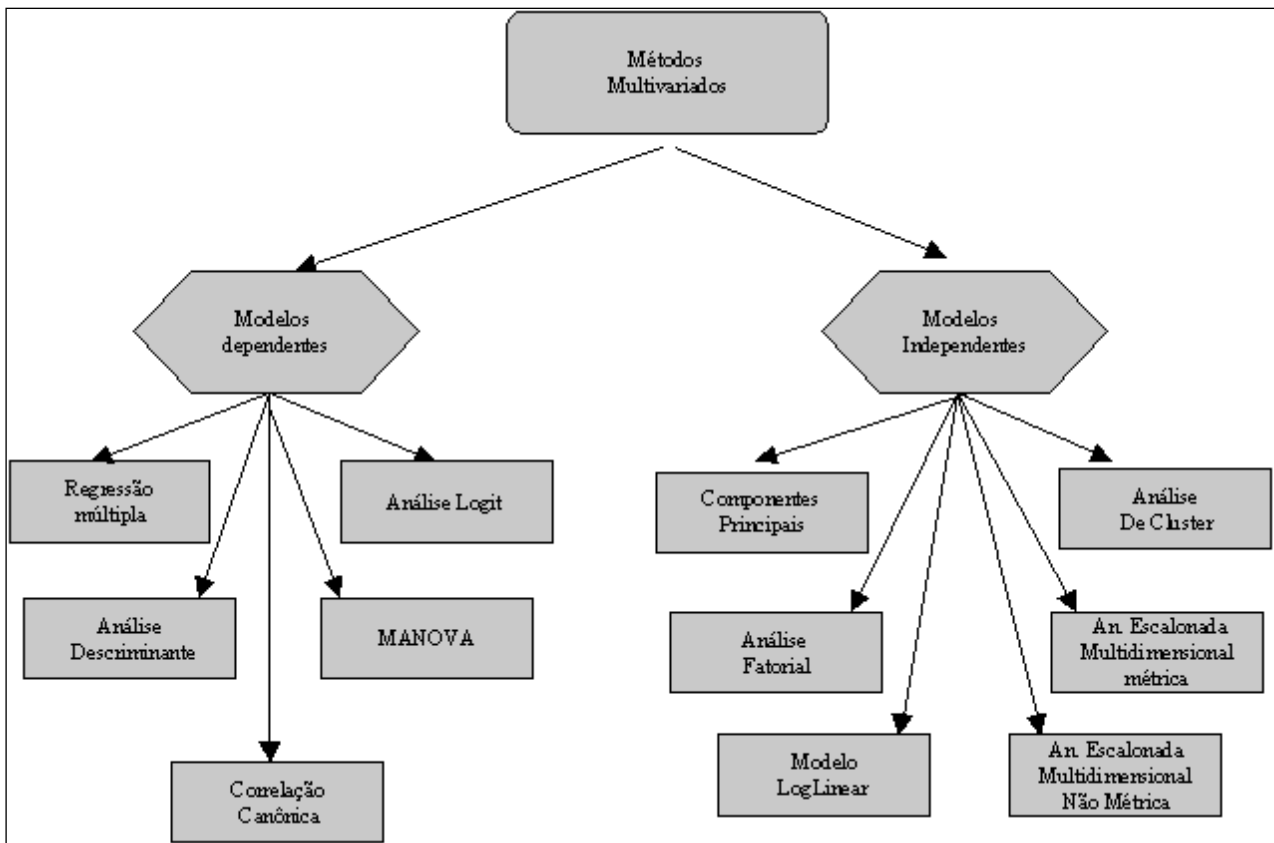 Métodos
Multivariados
Modelos
dependentes
Modelos
Independentes
Regressão
múltipla
Análise Logit
Componentes
Principais
Análise
De Cluster
Análise
Descriminante
MANOVA
Análise
Fatorial
An. Escalonada
Multidimensional
métrica
Correlação
Canônica
Modelo
LogLinear
An. Escalonada
Multidimensional
Não Métrica